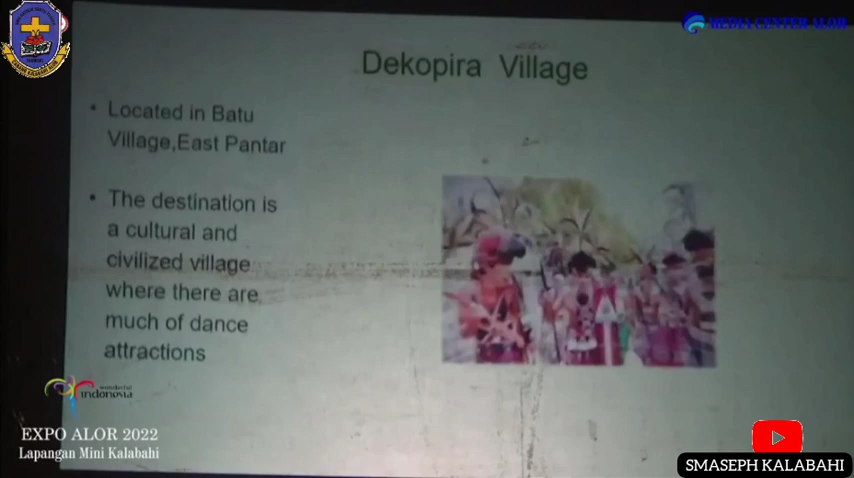 MEDIA CENTER ALOR
Dekopira Village
• Located in Batu
Village,East Pantar
• The destination is
a cultural and
civilized village
where there are
much of dance
attractions
wonderful
indonesia
EXPO ALOR 2022
Lapangan Mini Kalabahi
SMASEPH KALABAHI